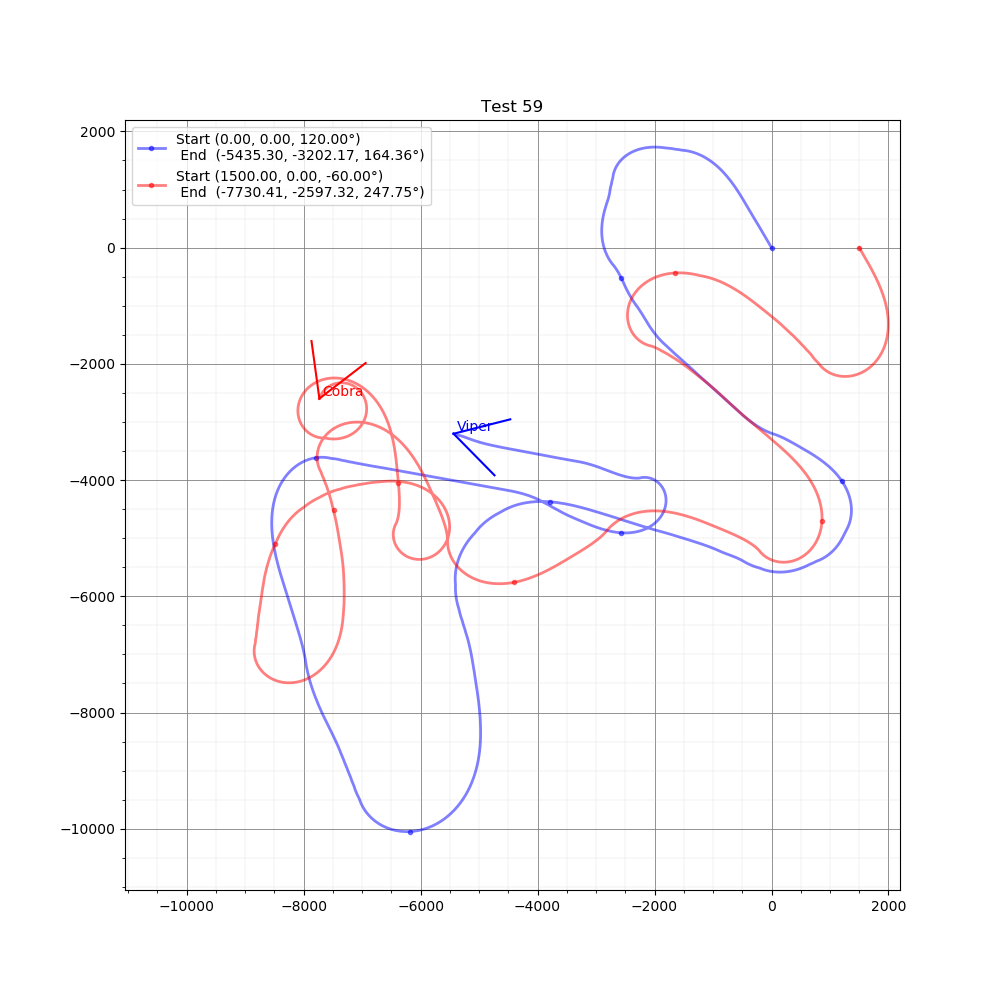 Test 59
Start (0.00, 0.00, 120.00°)
End (-5435.30, -3202.17, 164.36°)
Start (1500.00, 0.00, -60.00°)
End (-7730.41, -2597.32, 247.75°)
2000
0
−2000
−4000
−6000
−8000
−10000
Cobra
Viper
−10000 −8000 −6000 −4000 −2000 0 2000